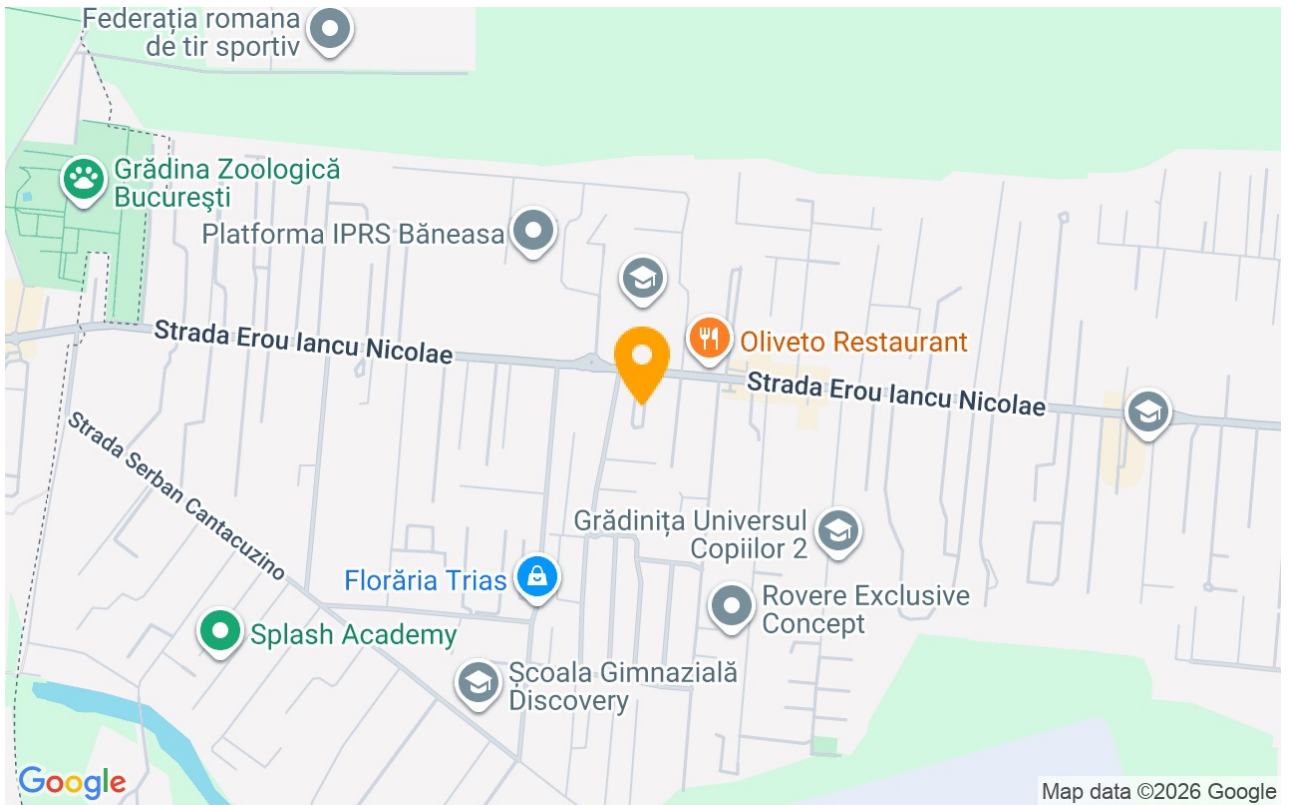 Federația romana
de tir sportiv
Grădina Zoologică
București
Platforma IPRS Băneasa
Strada Erou Iancu Nicolae
Oliveto Restaurant
Strada Erou Iancu Nicolae
Strada Serban Cantacuzino
Grădinița Universul
Copiilor 2
Florăria Trias
Rovere Exclusive
Concept
Splash Academy
Școala Gimnazială
Discovery
Google
Map data ©2026 Google